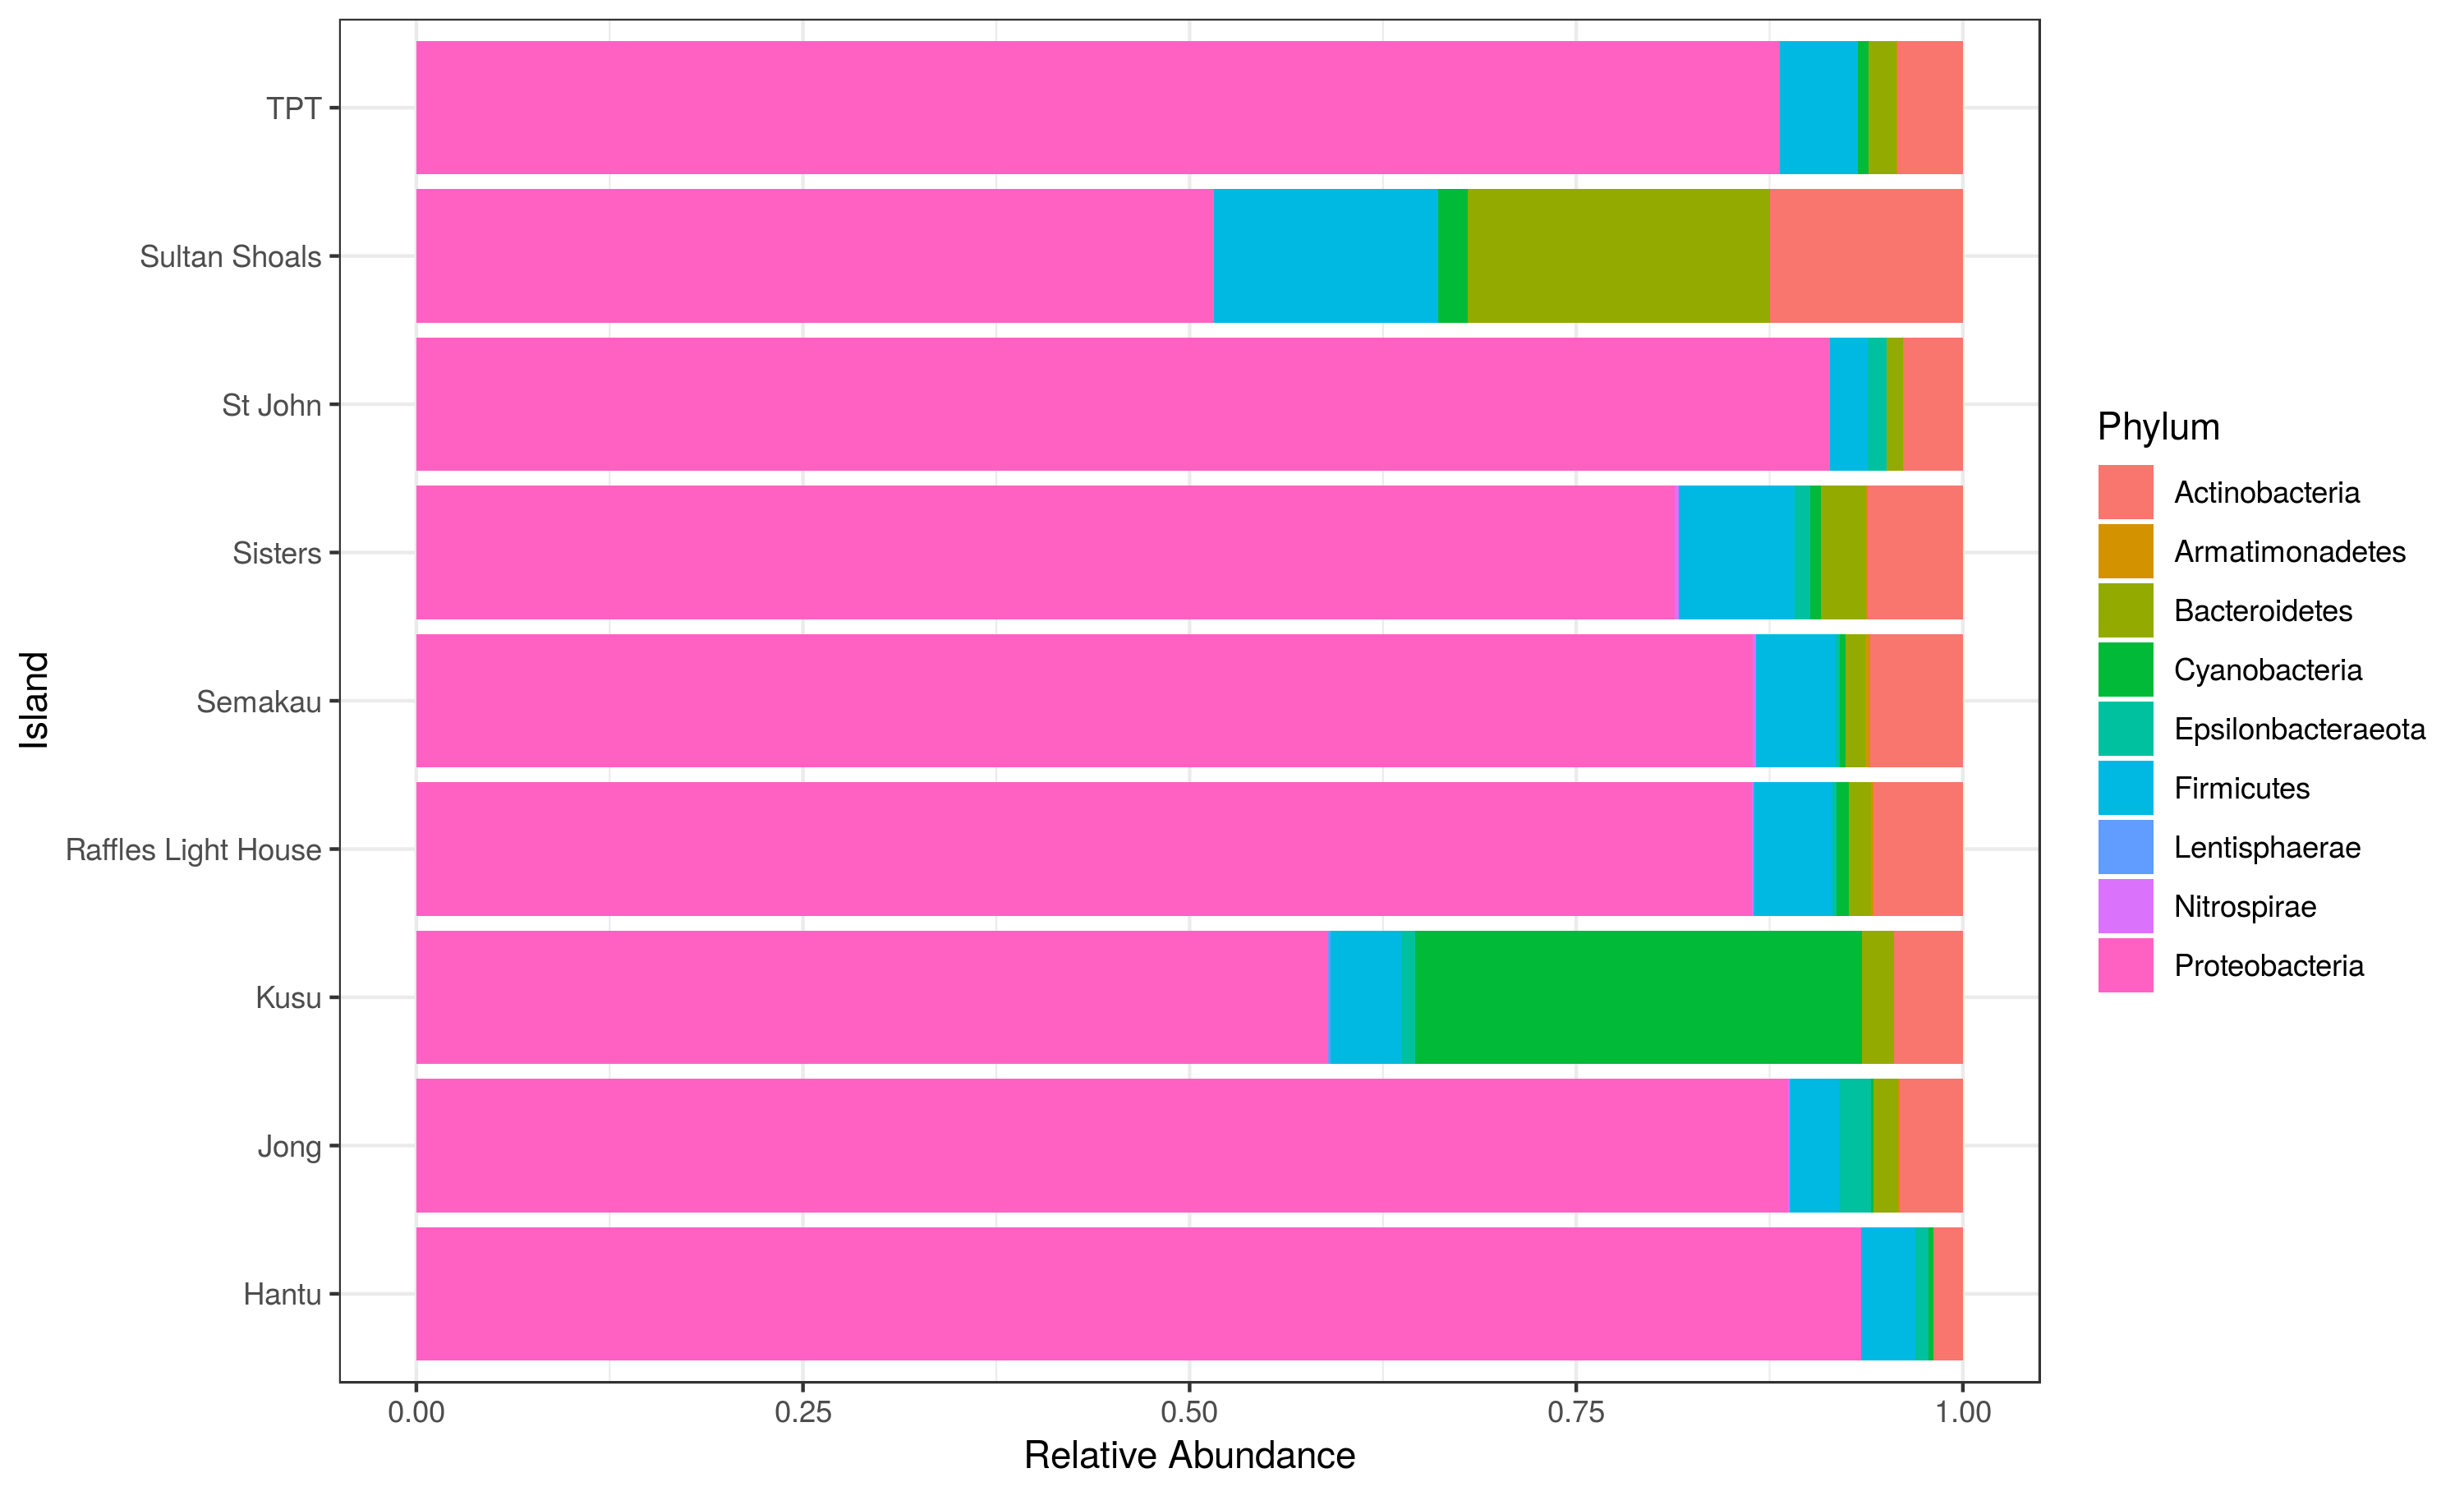 TPT
Sultan Shoals
St John
Sisters
Semakau
Raffles Light House
Kusu
Jong
Hantu
Island
0.00 0.25 0.50 0.75 1.00
Relative Abundance
Phylum
Actinobacteria
Armatimonadetes
Bacteroidetes
Cyanobacteria
Epsilonbacteraeota
Firmicutes
Lentisphaerae
Nitrospirae
Proteobacteria